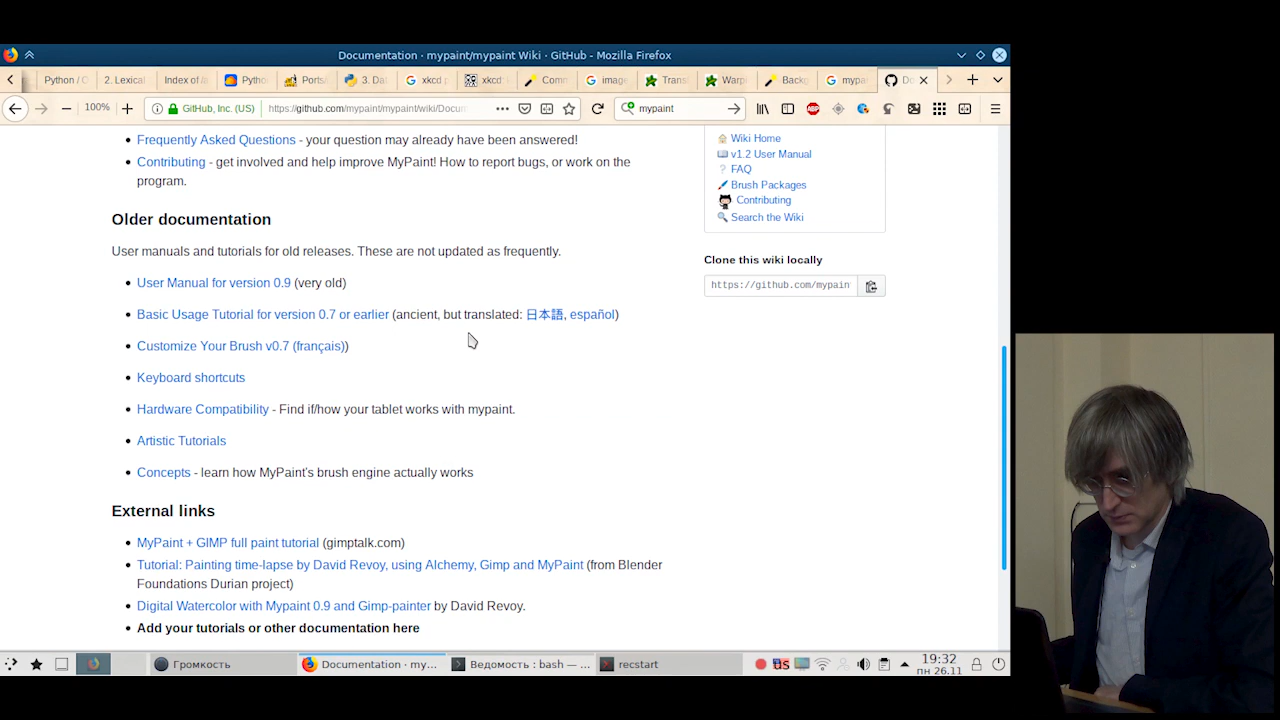 Documentation · mypaint/mypaint Wiki · GitHub - Mozilla Firefox
Python / 2. Lexical Index of / Pytho Ports 3. Da xkcd p xkcd: Comm image Trans Warp Backg mypa Do
100% GitHub, Inc. (US) https://github.com/mypaint/mypaint/wiki/Docum mypaint ABP
Frequently Asked Questions - your question may already have been answered!
Contributing - get involved and help improve MyPaint! How to report bugs, or work on the
program.
Older documentation
User manuals and tutorials for old releases. These are not updated as frequently.
User Manual for version 0.9 (very old)
Basic Usage Tutorial for version 0.7 or earlier (ancient, but translated: 日本語, español)
Customize Your Brush v0.7 (français))
Keyboard shortcuts
Hardware Compatibility - Find if/how your tablet works with mypaint.
Artistic Tutorials
Concepts - learn how MyPaint's brush engine actually works
External links
MyPaint + GIMP full paint tutorial (gimptalk.com)
Tutorial: Painting time-lapse by David Revoy, using Alchemy, Gimp and MyPaint (from Blender
Foundations Durian project)
Digital Watercolor with Mypaint 0.9 and Gimp-painter by David Revoy.
Add your tutorials or other documentation here
Wiki Home
v1.2 User Manual
FAQ
Brush Packages
Contributing
Search the Wiki
Clone this wiki locally
https://github.com/mypain
Громкость Documentation · my... Ведомость : bash — ... recstart us 19:32
пн 26.11